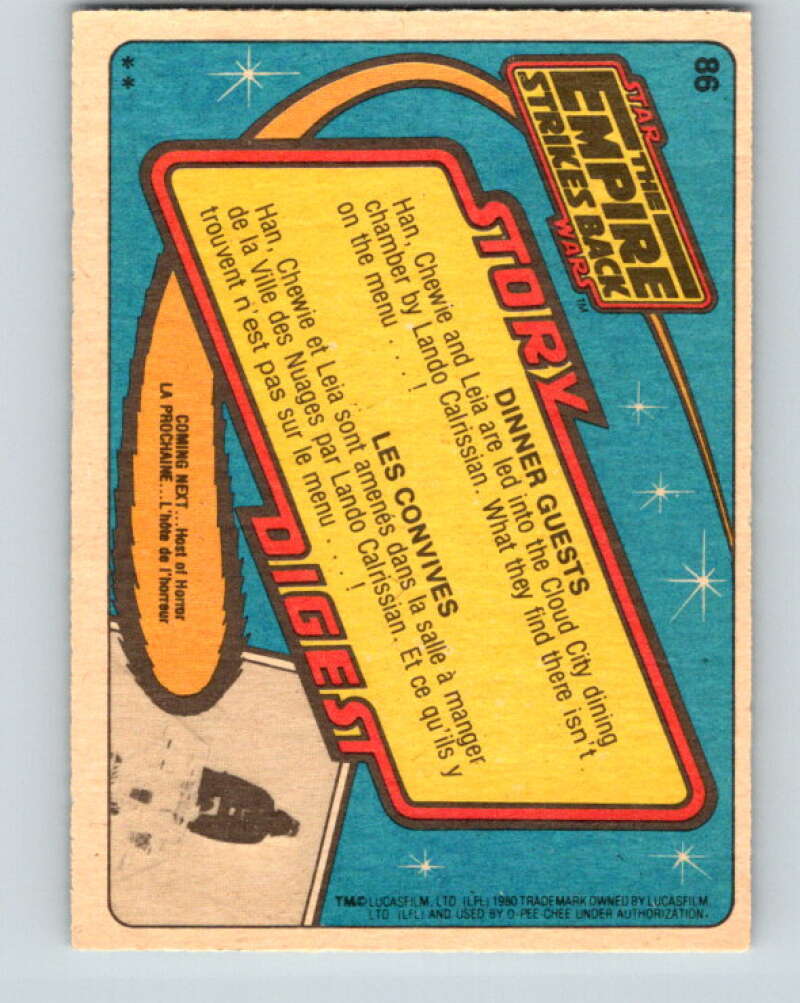 86
STAR
THE
EMPIRE
STRIKES BACK
WARS™
STORY
DINNER GUESTS
Han, Chewie and Leia are led into the Cloud City dining
chamber by Lando Calrissian. What they find there isn't
on the menu . . . !
LES CONVIVES
Han, Chewie et Leia sont amenés dans la salle à manger
de la Ville des Nuages par Lando Calrissian. Et ce qu'ils y
trouvent n'est pas sur le menu . . . !
DIGEST
COMING NEXT...Host of Horror
LA PROCHAINE...L'hôte de l'horreur
* *
TM© LUCASFILM, LTD. (LFL) 1980 TRADEMARK OWNED BY LUCASFILM,
LTD. (LFL) AND USED BY O-PEE-CHEE UNDER AUTHORIZATION.